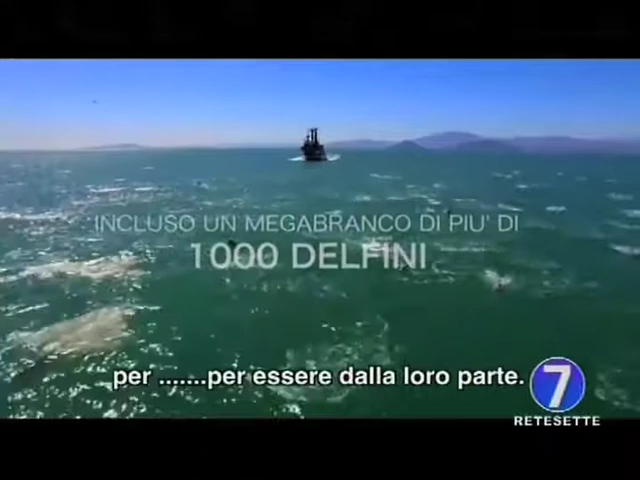 INCLUSO UN MEGABRANCO DI PIU' DI
1000 DELFINI
per .......per essere dalla loro parte.
7
RETESETTE